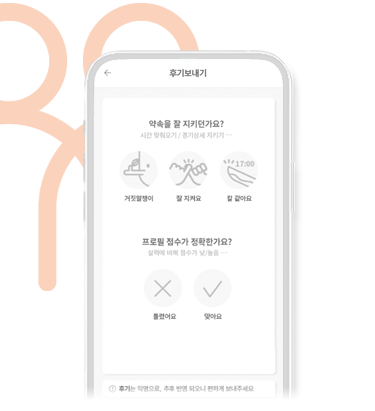 후기보내기
약속을 잘 지키던가요?
시간 맞춰오기 / 경기상세 지키기 ···
17:00
거짓말쟁이
잘 지켜요
칼 같아요
프로필 점수가 정확한가요?
실력에 비해 점수가 낮/높음 ···
틀렸어요
맞아요
후기는 익명으로, 추후 반영 되오니 편하게 보내주세요